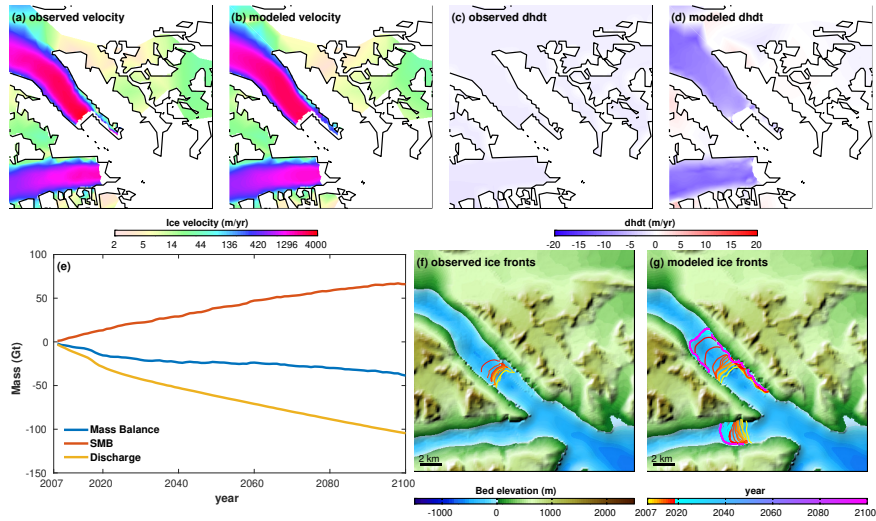 (a) observed velocity
(b) modeled velocity
(c) observed dhdt
(d) modeled dhdt
Ice velocity (m/yr)
2 5 14 44 136 420 1296 4000
dhdt (m/yr)
-20 -15 -10 -5 0 5 10 15 20
(e)
Mass (Gt)
100
50
0
-50
-100
-150
Mass Balance
SMB
Discharge
2007 2020 2040 2060 2080 2100
year
(f) observed ice fronts
2 km
(g) modeled ice fronts
2 km
Bed elevation (m)
-1000 0 1000 2000
year
2007 2020 2040 2060 2080 2100